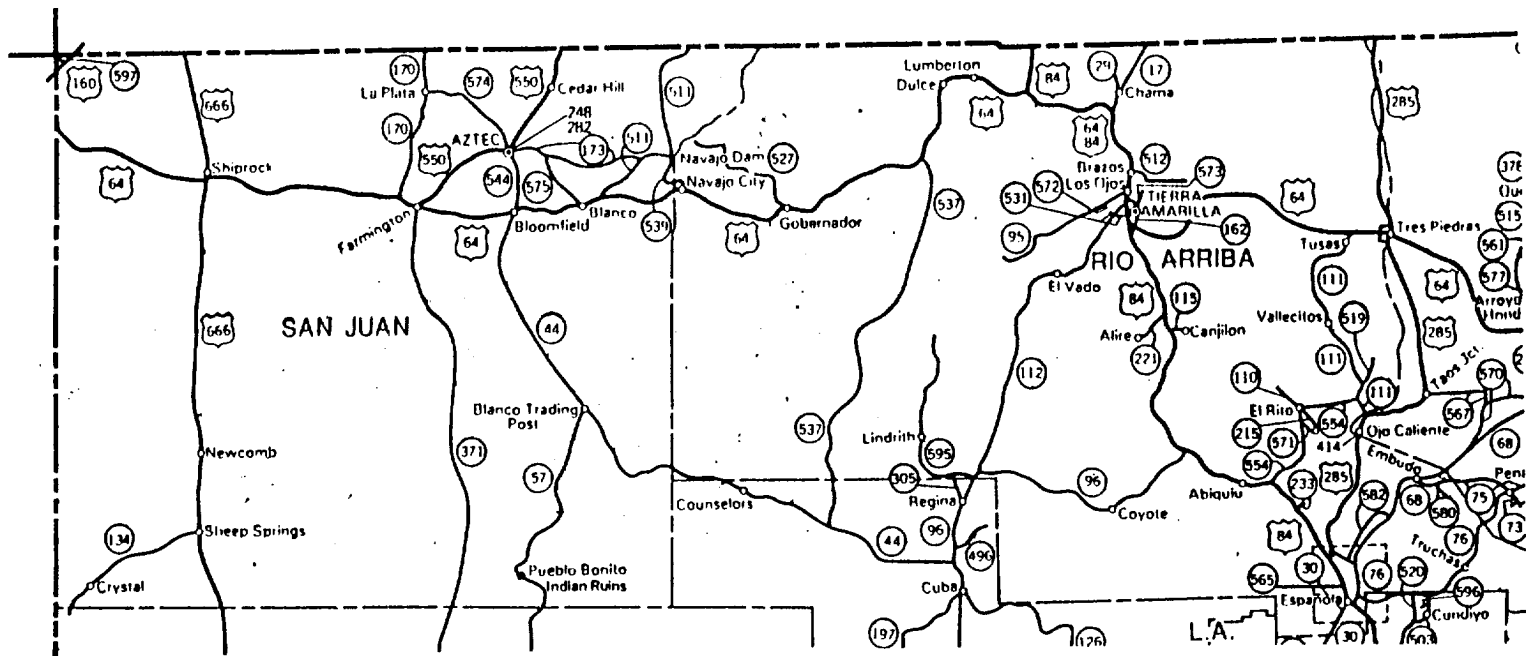 160
597
666
170
574
550
Cedar Hill
511
La Plata
170
248
282
AZTEC
550
173
511
Navajo Dam
527
Navajo City
Shiprock
64
544
575
Blanco
539
Gobernador
Farmington
64
Bloomfield
64
Lumberton
Dulce
64
84
29
17
Chama
64
84
285
512
Brazos
573
572
Los Ojos
TIERRA
AMARILLA
531
162
95
64
378
515
561
577
Tres Piedras
Tusas
RIO ARRIBA
El Vado
537
SAN JUAN
44
666
84
115
Alire
Canjilon
221
111
519
Vallecitos
111
64
285
112
110
111
Taos Jct.
570
El Rito
554
567
215
571
414
Ojo Caliente
68
Blanco Trading
Post
537
Lindrith
595
Newcomb
371
57
305
Regina
96
Counselors
Coyote
Abiquiu
554
233
285
582
Embudo
68
580
75
73
76
Truchas
84
Sheep Springs
134
Crystal
Pueblo Bonito
Indian Ruins
44
96
496
Cuba
197
126
565
30
Española
76
520
596
Cundiyo
L.A.
30
503